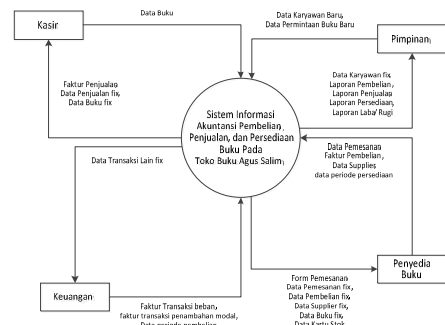 Kasir
Data Buku
Data Karyawan Baru,
Data Permintaan Buku Baru
Pimpinan
Faktur Penjualan,
Data Penjualan fix,
Data Buku fix
Data Karyawan fix,
Laporan Pembelian,
Laporan Penjualan,
Laporan Persediaan,
Laporan Laba/ Rugi
Sistem Informasi
Akuntansi Pembelian,
Penjualan, dan Persediaan
Buku Pada
Toko Buku Agus Salim
Data Transaksi Lain fix
Data Pemesanan
Faktur Pembelian,
Data Supplier,
data periode persediaan
Keuangan
Faktur Transaksi beban,
faktur transaksi penambahan modal,
Data periode pembelian
Form Pemesanan
Data Pemesanan fix,
Data Pembelian fix,
Data Supplier fix,
Data Buku fix,
Data Kartu Stok
Penyedia
Buku